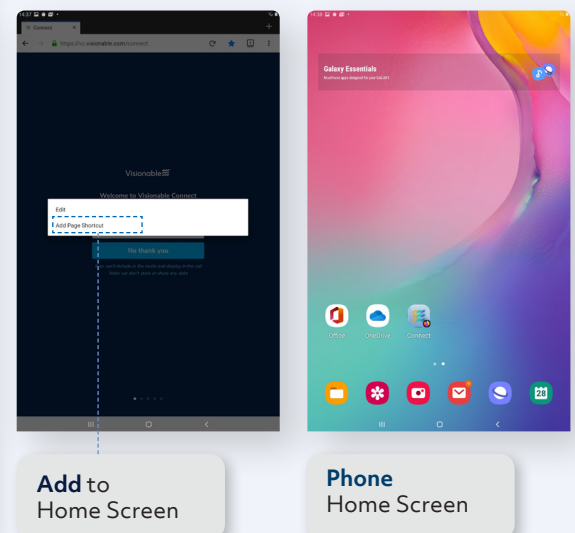 14:37
Connect
https://vc.visionable.com/connect
Visionable
Welcome to Visionable Connect
Edit
Add Page Shortcut
No thank you
Add to
Home Screen
14:38
Galaxy Essentials
Office
OneDrive
Connect
28
Phone
Home Screen